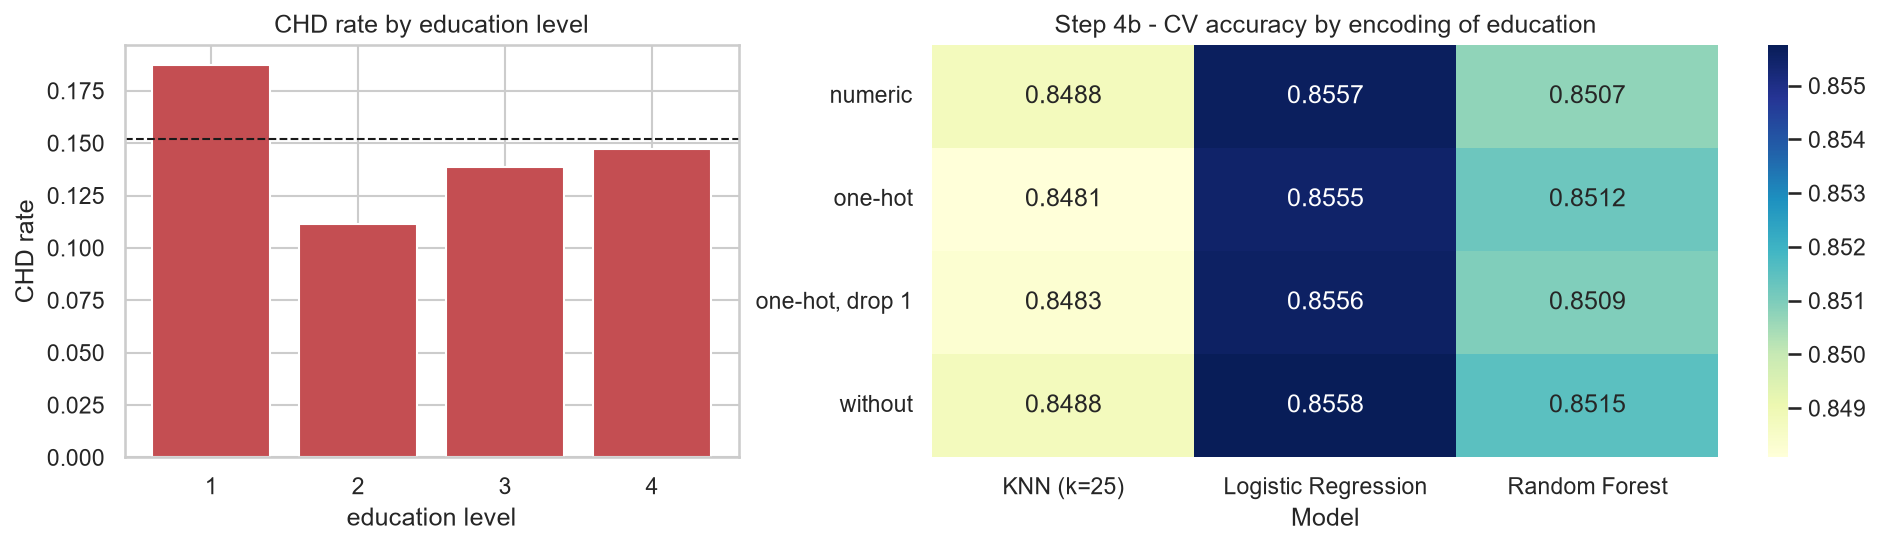 CHD rate by education level
CHD rate
0.175
0.150
0.125
0.100
0.075
0.050
0.025
0.000
1 2 3 4
education level
Step 4b - CV accuracy by encoding of education
numeric 0.8488 0.8557 0.8507
one-hot 0.8481 0.8555 0.8512
one-hot, drop 1 0.8483 0.8556 0.8509
without 0.8488 0.8558 0.8515
KNN (k=25) Logistic Regression Random Forest
Model
0.855
0.854
0.853
0.852
0.851
0.850
0.849